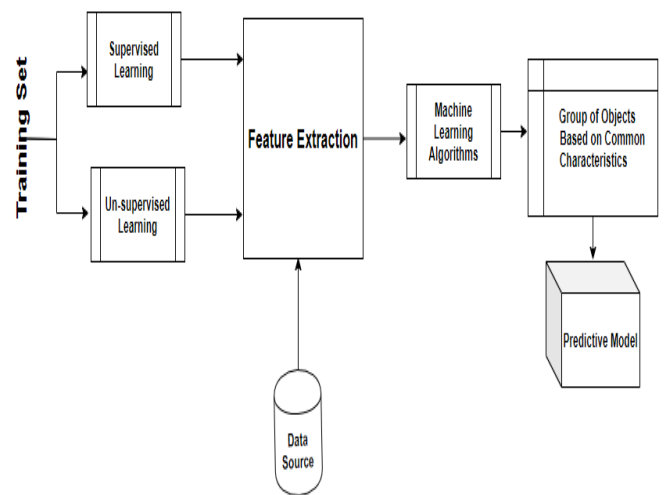 Training Set
Supervised
Learning
Un-supervised
Learning
Feature Extraction
Data
Source
Machine
Learning
Algorithms
Group of Objects
Based on Common
Characteristics
Predictive Model